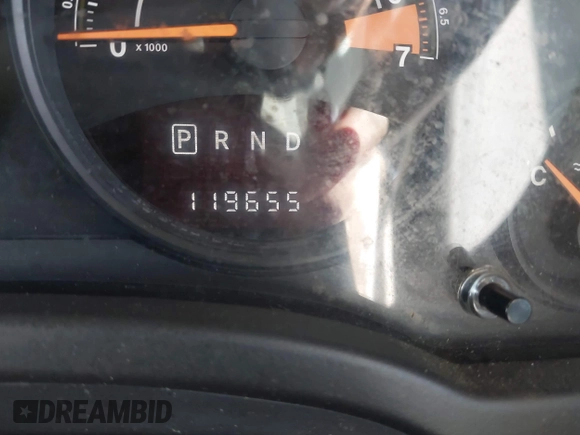 0
x 1000
6.5
7
P R N D
119655
C
DREAMBID